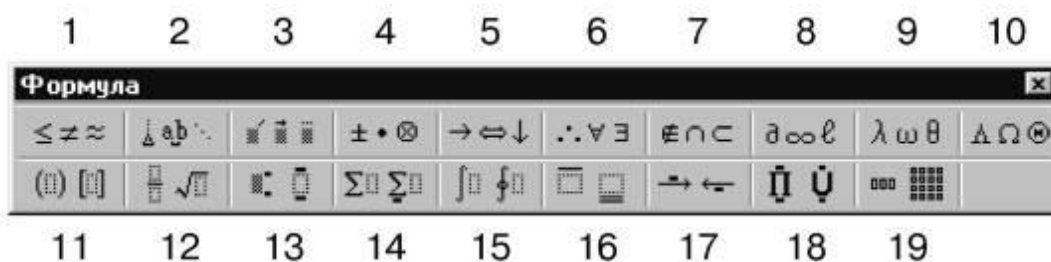 1 2 3 4 5 6 7 8 9 10
Формула
≤ ≠ ≈ ab ⋱ ± • ⊗ → ⇔ ↓ ∴ ∀ ∃ ∉ ∩ ⊂ ∂ ∞ ℓ λ ω θ Λ Ω Θ
(▯) [▯] √▯ Σ▯ Σ▯ ∫▯ ∮▯ → ← Π̣ Ụ
11 12 13 14 15 16 17 18 19